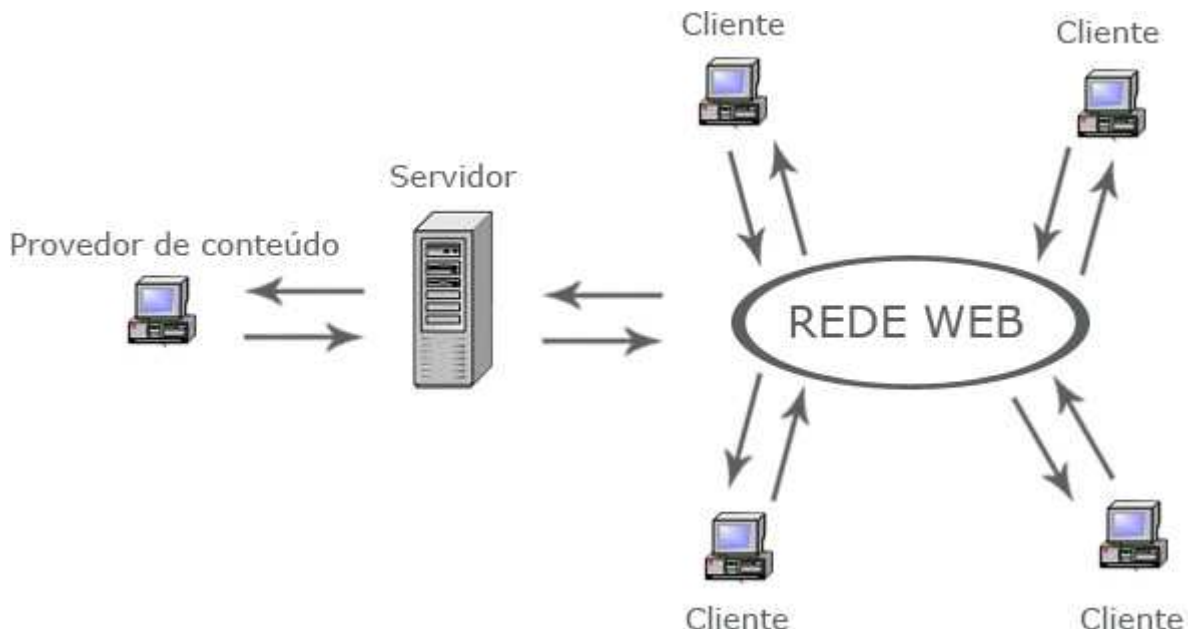 Cliente
Cliente
Servidor
Provedor de conteúdo
REDE WEB
Cliente
Cliente